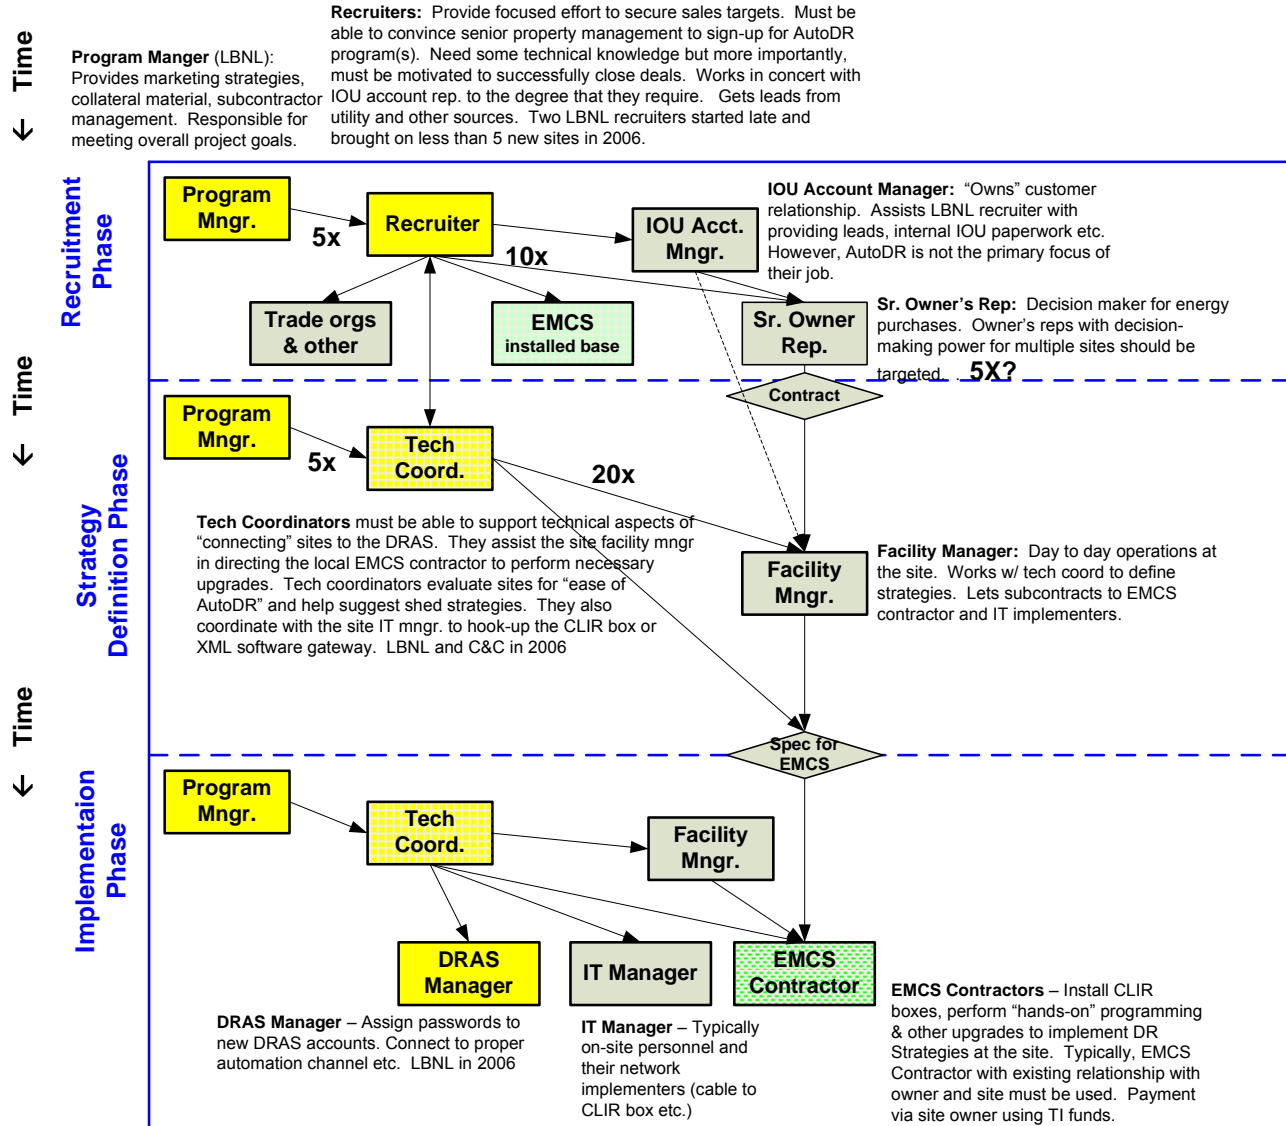 Recruiters: Provide focused effort to secure sales targets. Must be
able to convince senior property management to sign-up for AutoDR
program(s). Need some technical knowledge but more importantly,
must be motivated to successfully close deals. Works in concert with
IOU account rep. to the degree that they require. Gets leads from
utility and other sources. Two LBNL recruiters started late and
brought on less than 5 new sites in 2006.
← Time
Program Manger (LBNL):
Provides marketing strategies,
collateral material, subcontractor
management. Responsible for
meeting overall project goals.
Recruitment
Phase
Program
Mngr.
5x
Recruiter
10x
IOU Acct.
Mngr.
IOU Account Manager: “Owns” customer
relationship. Assists LBNL recruiter with
providing leads, internal IOU paperwork etc.
However, AutoDR is not the primary focus of
their job.
Trade orgs
& other
EMCS
installed base
Sr. Owner
Rep.
Sr. Owner’s Rep: Decision maker for energy
purchases. Owner’s reps with decision-
making power for multiple sites should be
targeted. . 5X?
← Time
Contract
Strategy
Definition Phase
Program
Mngr.
5x
Tech
Coord.
20x
Tech Coordinators must be able to support technical aspects of
“connecting” sites to the DRAS. They assist the site facility mngr
in directing the local EMCS contractor to perform necessary
upgrades. Tech coordinators evaluate sites for “ease of
AutoDR” and help suggest shed strategies. They also
coordinate with the site IT mngr. to hook-up the CLIR box or
XML software gateway. LBNL and C&C in 2006
Facility
Mngr.
Facility Manager: Day to day operations at
the site. Works w/ tech coord to define
strategies. Lets subcontracts to EMCS
contractor and IT implementers.
← Time
Spec for
EMCS
Implementaion
Phase
Program
Mngr.
Tech
Coord.
Facility
Mngr.
DRAS
Manager
IT Manager
EMCS
Contractor
DRAS Manager – Assign passwords to
new DRAS accounts. Connect to proper
automation channel etc. LBNL in 2006
IT Manager – Typically
on-site personnel and
their network
implementers (cable to
CLIR box etc.)
EMCS Contractors – Install CLIR
boxes, perform “hands-on” programming
& other upgrades to implement DR
Strategies at the site. Typically, EMCS
Contractor with existing relationship with
owner and site must be used. Payment
via site owner using TI funds.